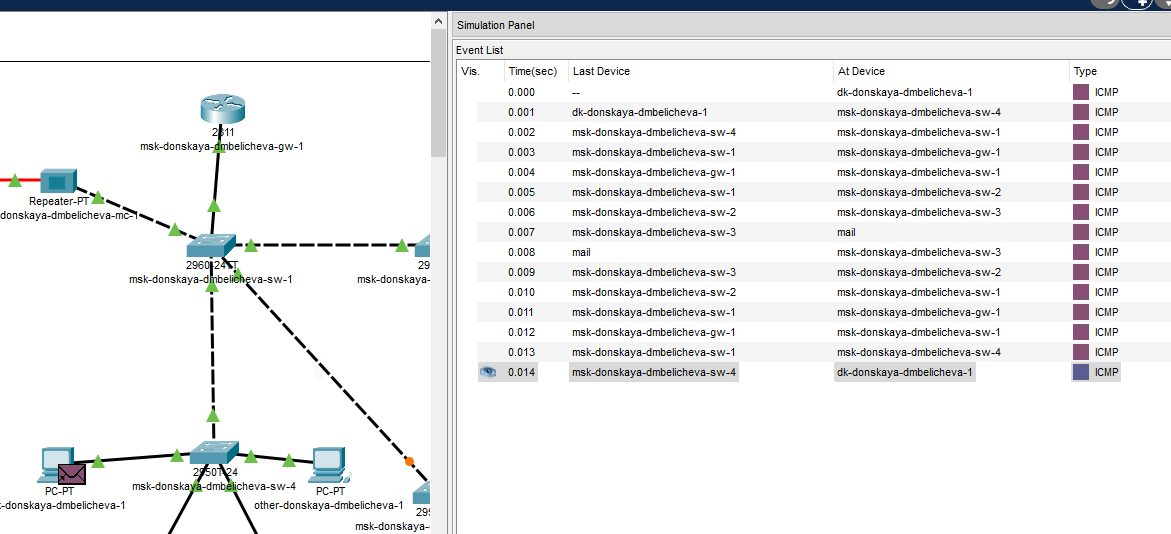 Simulation Panel
Event List
Vis. Time(sec) Last Device At Device Type
0.000 -- dk-donskaya-dmbelicheva-1 ICMP
0.001 dk-donskaya-dmbelicheva-1 msk-donskaya-dmbelicheva-sw-4 ICMP
0.002 msk-donskaya-dmbelicheva-sw-4 msk-donskaya-dmbelicheva-sw-1 ICMP
0.003 msk-donskaya-dmbelicheva-sw-1 msk-donskaya-dmbelicheva-gw-1 ICMP
0.004 msk-donskaya-dmbelicheva-gw-1 msk-donskaya-dmbelicheva-sw-1 ICMP
0.005 msk-donskaya-dmbelicheva-sw-1 msk-donskaya-dmbelicheva-sw-2 ICMP
0.006 msk-donskaya-dmbelicheva-sw-2 msk-donskaya-dmbelicheva-sw-3 ICMP
0.007 msk-donskaya-dmbelicheva-sw-3 mail ICMP
0.008 mail msk-donskaya-dmbelicheva-sw-3 ICMP
0.009 msk-donskaya-dmbelicheva-sw-3 msk-donskaya-dmbelicheva-sw-2 ICMP
0.010 msk-donskaya-dmbelicheva-sw-2 msk-donskaya-dmbelicheva-sw-1 ICMP
0.011 msk-donskaya-dmbelicheva-sw-1 msk-donskaya-dmbelicheva-gw-1 ICMP
0.012 msk-donskaya-dmbelicheva-gw-1 msk-donskaya-dmbelicheva-sw-1 ICMP
0.013 msk-donskaya-dmbelicheva-sw-1 msk-donskaya-dmbelicheva-sw-4 ICMP
0.014 msk-donskaya-dmbelicheva-sw-4 dk-donskaya-dmbelicheva-1 ICMP
2811
msk-donskaya-dmbelicheva-gw-1
Repeater-PT
donskaya-dmbelicheva-mc-1
2960-24TT
msk-donskaya-dmbelicheva-sw-1
29
msk-donskaya-
2950T-24
msk-donskaya-dmbelicheva-sw-4
PC-PT
-donskaya-dmbelicheva-1
PC-PT
other-donskaya-dmbelicheva-1
295
msk-donskaya-